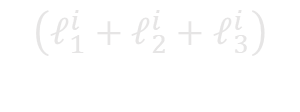 (ℓ₁ⁱ + ℓ₂ⁱ + ℓ₃ⁱ)